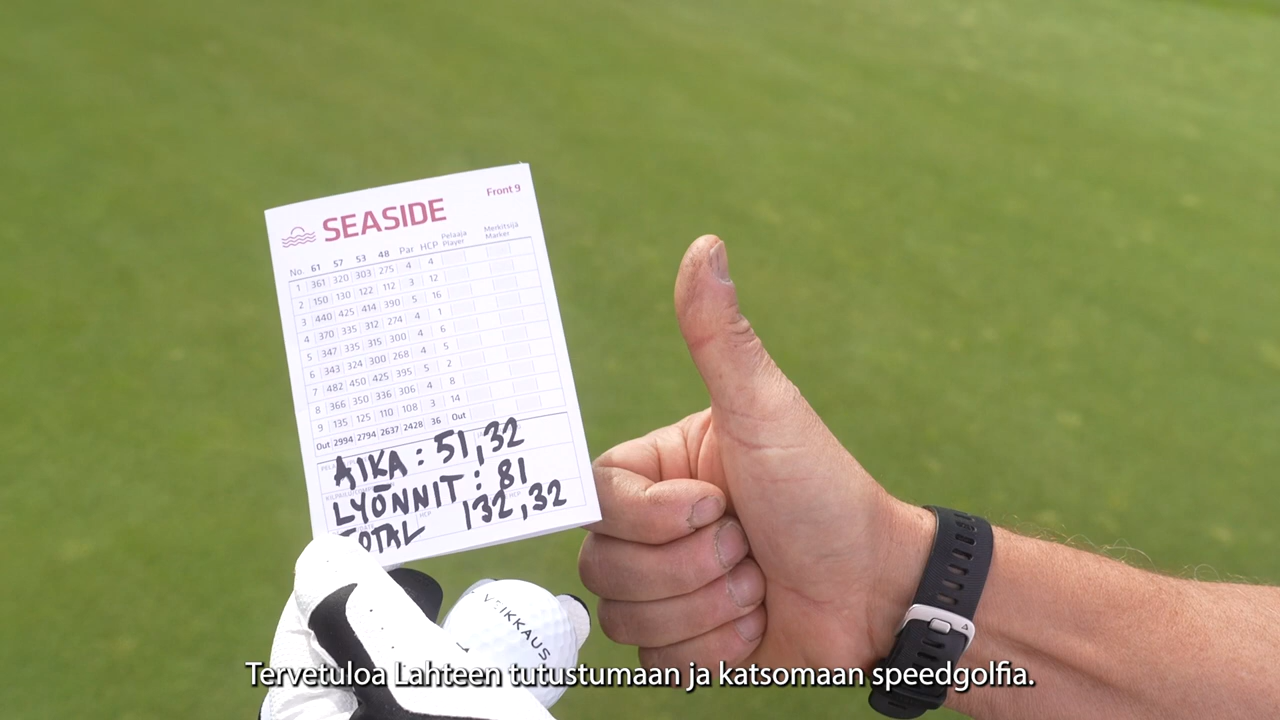 Front 9
SEASIDE
Pelaaja Merkitsijä
No. 61 57 53 48 Par HCP Player Marker
1 361 320 303 275 4 4
2 150 130 122 112 3 12
3 440 425 414 390 5 16
4 370 335 312 274 4 1
5 347 335 315 300 4 6
6 343 324 300 268 4 5
7 482 450 425 395 5 2
8 366 350 336 306 4 8
9 135 125 110 108 3 14
Out 2994 2794 2637 2428 36 Out
AIKA: 51,32
LYÖNNIT: 81
TOTAL 132,32
VEIKKAUS
Tervetuloa Lahteen tutustumaan ja katsomaan speedgolfia.